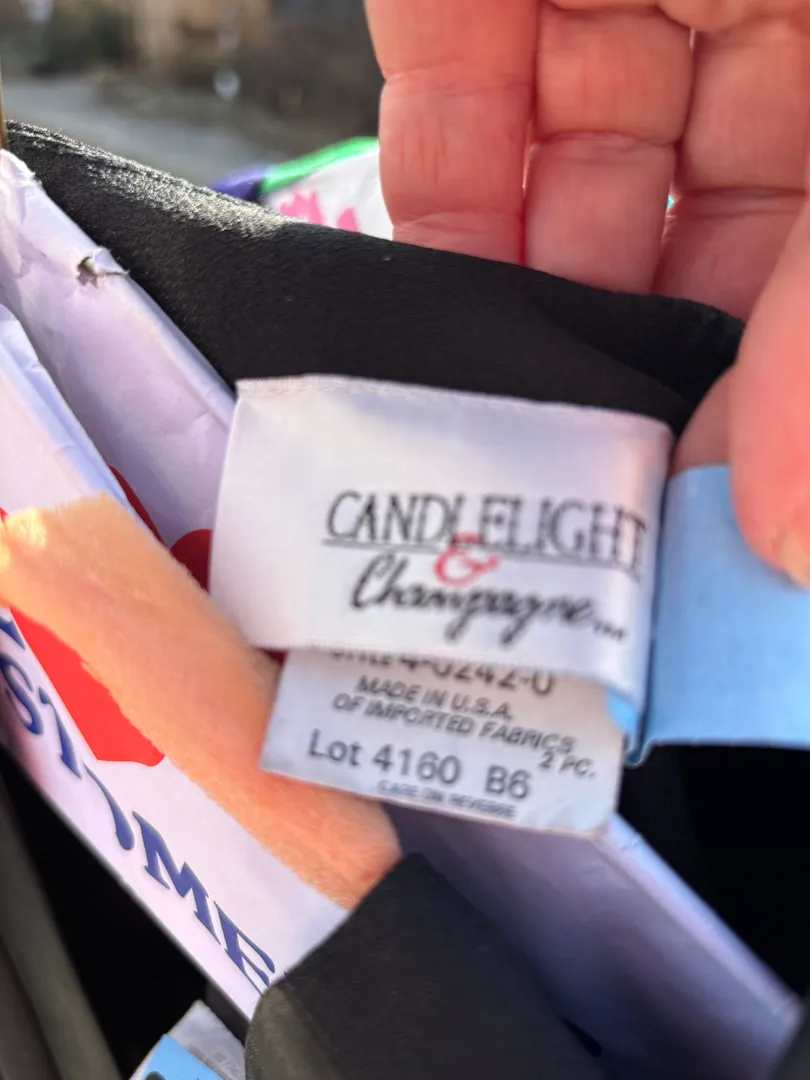 CANDLELIGHT
&
Champagne...
MADE IN U.S.A.
OF IMPORTED FABRICS
2 PC.
Lot 4160 B6
CARE ON REVERSE